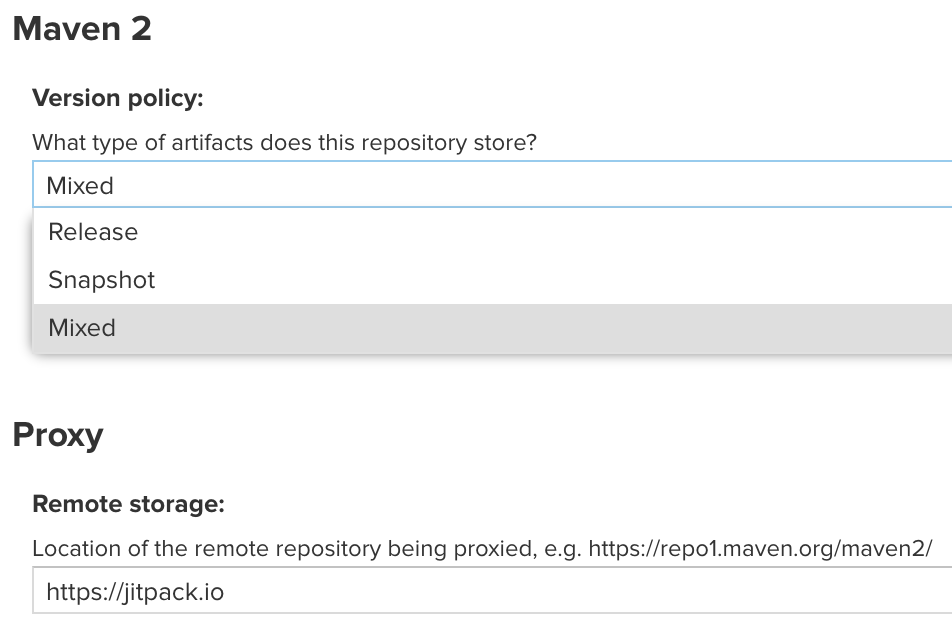 Maven 2
Version policy:
What type of artifacts does this repository store?
Mixed
Release
Snapshot
Mixed
Proxy
Remote storage:
Location of the remote repository being proxied, e.g. https://repo1.maven.org/maven2/
https://jitpack.io